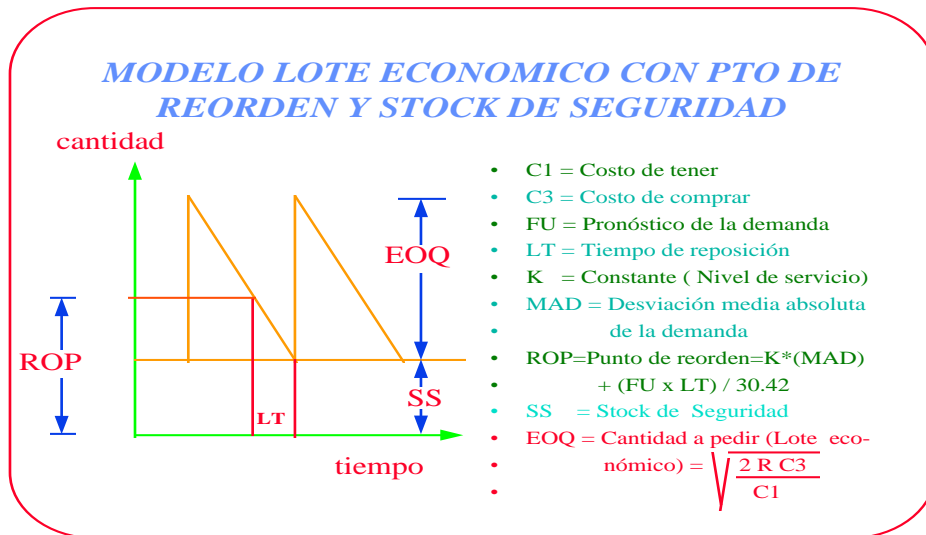 MODELO LOTE ECONOMICO CON PTO DE
REORDEN Y STOCK DE SEGURIDAD
cantidad
EOQ
ROP
SS
LT
tiempo
• C1 = Costo de tener
• C3 = Costo de comprar
• FU = Pronóstico de la demanda
• LT = Tiempo de reposición
• K = Constante ( Nivel de servicio)
• MAD = Desviación media absoluta
• de la demanda
• ROP=Punto de reorden=K*(MAD)
• + (FU x LT) / 30.42
• SS = Stock de Seguridad
• EOQ = Cantidad a pedir (Lote eco-
• nómico) = √ 2 R C3
• C1